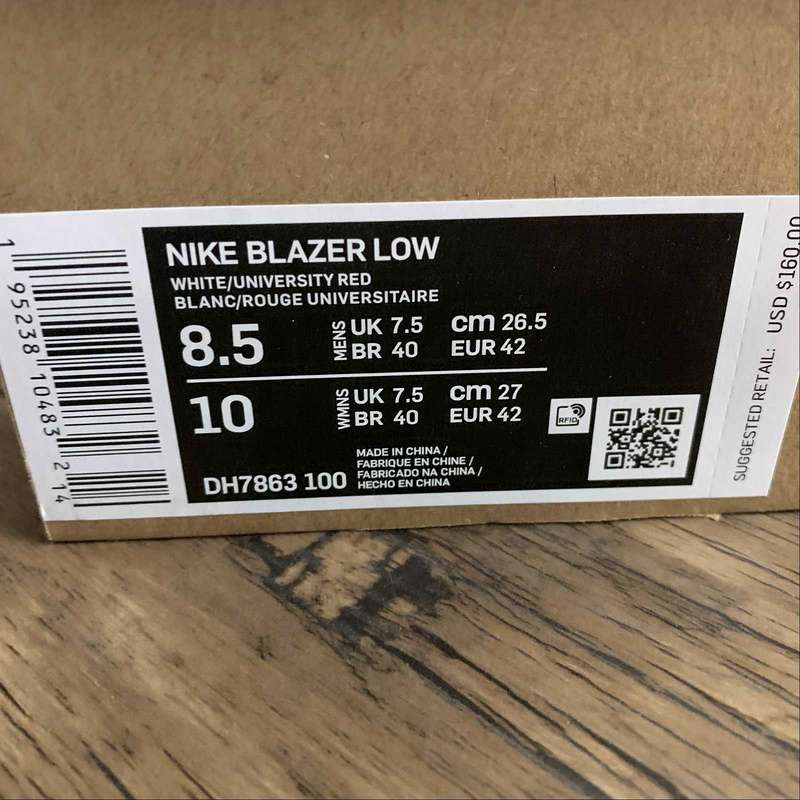 NIKE BLAZER LOW
WHITE/UNIVERSITY RED
BLANC/ROUGE UNIVERSITAIRE
8.5 MENS UK 7.5 cm 26.5
BR 40 EUR 42
10 WMNS UK 7.5 cm 27
BR 40 EUR 42
RFID
DH7863 100
MADE IN CHINA /
FABRIQUE EN CHINE /
FABRICADO NA CHINA /
HECHO EN CHINA
1 95238 10483 2 14
SUGGESTED RETAIL: USD $160.00